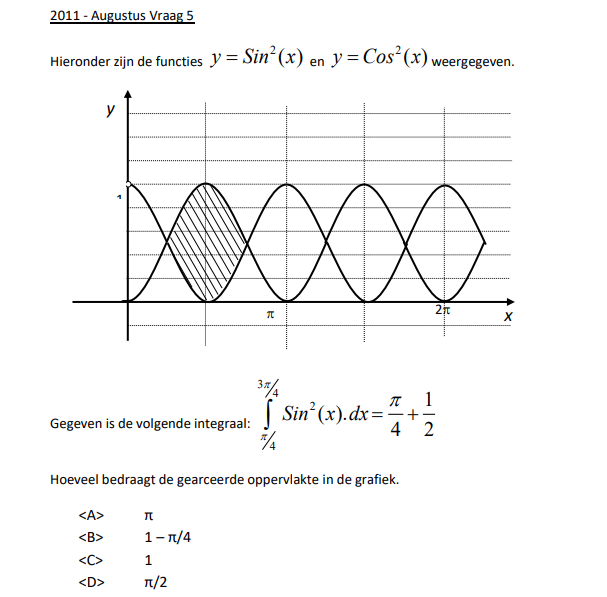 2011 - Augustus Vraag 5
Hieronder zijn de functies y = Sin²(x) en y = Cos²(x) weergegeven.
y
1
π
2π
x
Gegeven is de volgende integraal: ∫_{π/4}^{3π/4} Sin²(x).dx = π/4 + 1/2
Hoeveel bedraagt de gearceerde oppervlakte in de grafiek.
<A> π
<B> 1 – π/4
<C> 1
<D> π/2